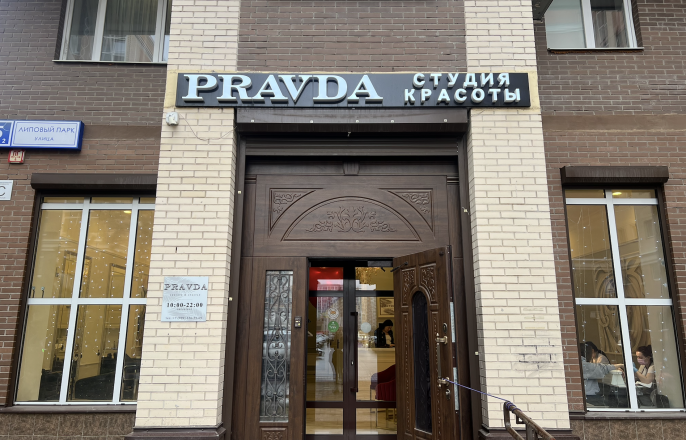 PRAVDA
СТУДИЯ
КРАСОТЫ
ЛИПОВЫЙ ПАРК
УЛИЦА
С
PRAVDA
10:00-22:00